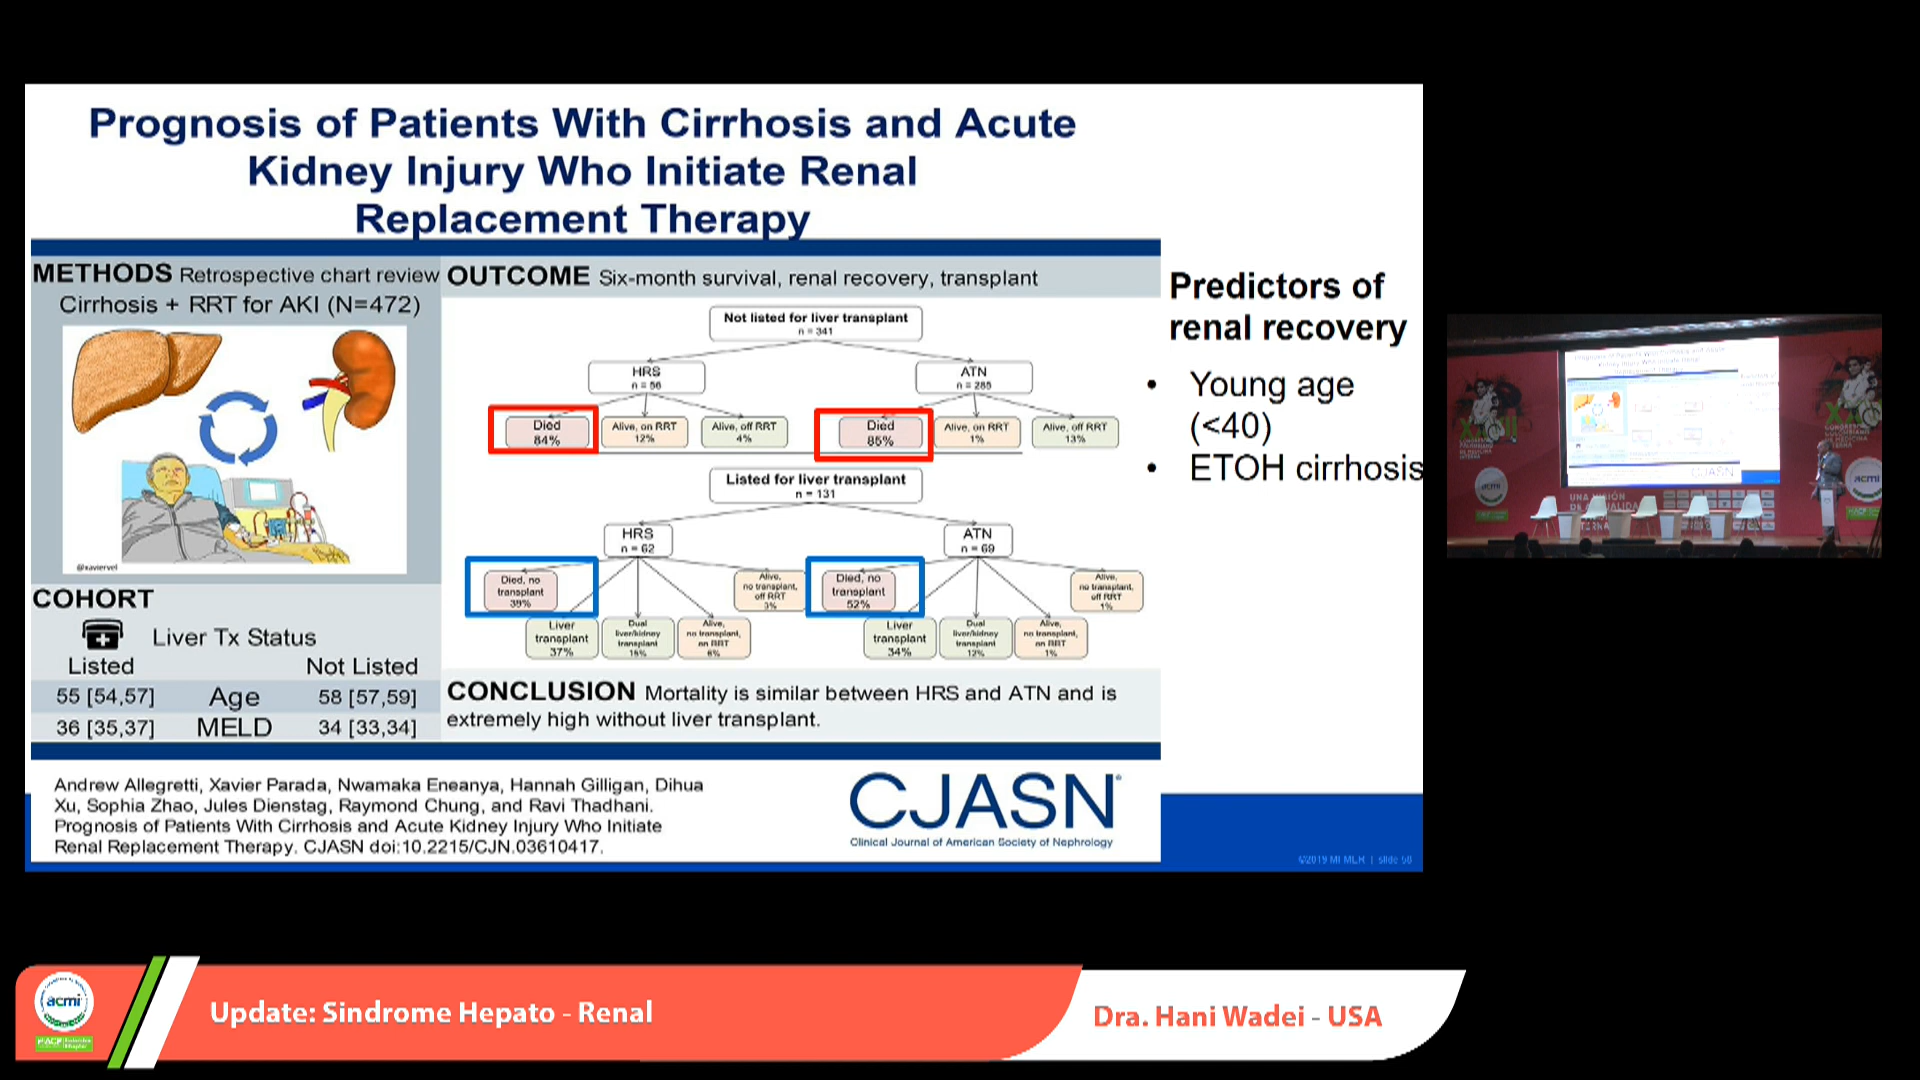 Prognosis of Patients With Cirrhosis and Acute
Kidney Injury Who Initiate Renal
Replacement Therapy
METHODS Retrospective chart review
Cirrhosis + RRT for AKI (N=472)
@xaviervel
COHORT
Liver Tx Status
Listed Not Listed
55 [54,57] Age 58 [57,59]
36 [35,37] MELD 34 [33,34]
OUTCOME Six-month survival, renal recovery, transplant
Not listed for liver transplant
n = 341
HRS
n = 56
ATN
n = 285
Died
84%
Alive, on RRT
12%
Alive, off RRT
4%
Died
85%
Alive, on RRT
1%
Alive, off RRT
13%
Listed for liver transplant
n = 131
HRS
n = 62
ATN
n = 69
Died, no
transplant
39%
Liver
transplant
37%
Dual
liver/kidney
transplant
15%
Alive,
no transplant,
on RRT
6%
Alive,
no transplant,
off RRT
3%
Died, no
transplant
52%
Liver
transplant
34%
Dual
liver/kidney
transplant
12%
Alive,
no transplant,
on RRT
1%
Alive,
no transplant,
off RRT
1%
CONCLUSION Mortality is similar between HRS and ATN and is
extremely high without liver transplant.
Predictors of
renal recovery
• Young age
(<40)
• ETOH cirrhosis
Andrew Allegretti, Xavier Parada, Nwamaka Eneanya, Hannah Gilligan, Dihua
Xu, Sophia Zhao, Jules Dienstag, Raymond Chung, and Ravi Thadhani.
Prognosis of Patients With Cirrhosis and Acute Kidney Injury Who Initiate
Renal Replacement Therapy. CJASN doi:10.2215/CJN.03610417.
CJASN
Clinical Journal of American Society of Nephrology
©2019 | slide
acmi
acmi
CJASN
acmi
Update: Sindrome Hepato - Renal
Dra. Hani Wadei - USA